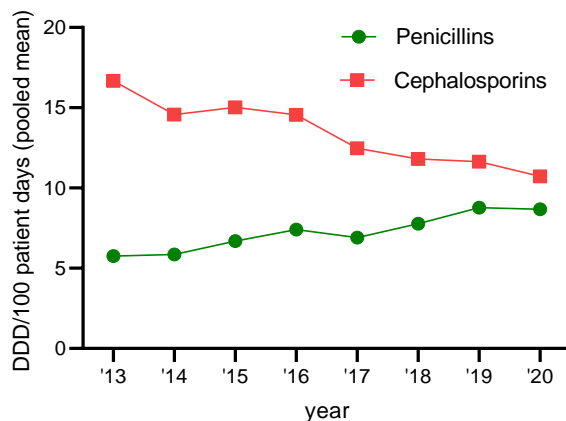 DDD/100 patient days (pooled mean)
20
15
10
5
0
Penicillins
Cephalosporins
'13 '14 '15 '16 '17 '18 '19 '20
year